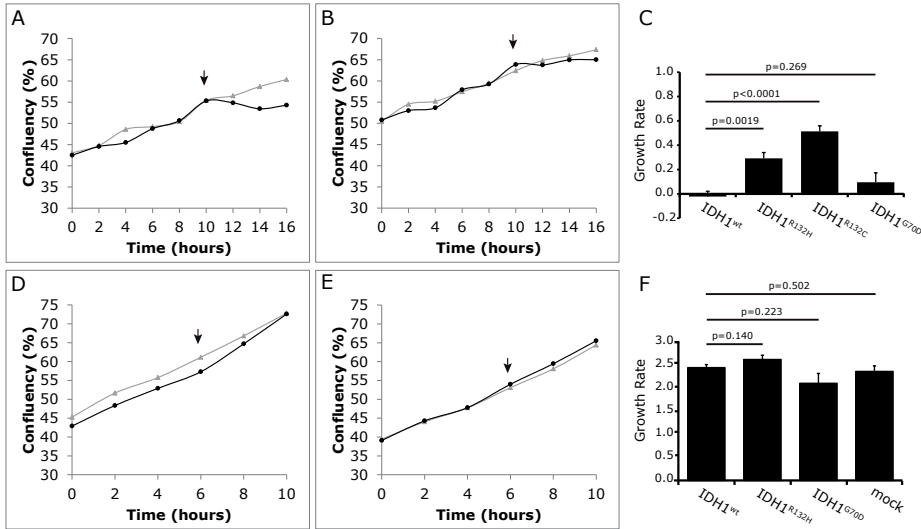 A
Confluency (%)
75
70
65
60
55
50
45
40
35
30
0 2 4 6 8 10 12 14 16
Time (hours)
B
Confluency (%)
75
70
65
60
55
50
45
40
35
30
0 2 4 6 8 10 12 14 16
Time (hours)
C
p=0.269
p<0.0001
p=0.0019
Growth Rate
1.0
0.8
0.6
0.4
0.2
0.0
-0.2
IDH1wt
IDH1R132H
IDH1R132C
IDH1G70D
D
Confluency (%)
75
70
65
60
55
50
45
40
35
30
0 2 4 6 8 10
Time (hours)
E
Confluency (%)
75
70
65
60
55
50
45
40
35
30
0 2 4 6 8 10
Time (hours)
F
p=0.502
p=0.223
p=0.140
Growth Rate
2.5
2.0
1.5
1.0
0.5
0.0
IDH1wt
IDH1R132H
IDH1G70D
mock